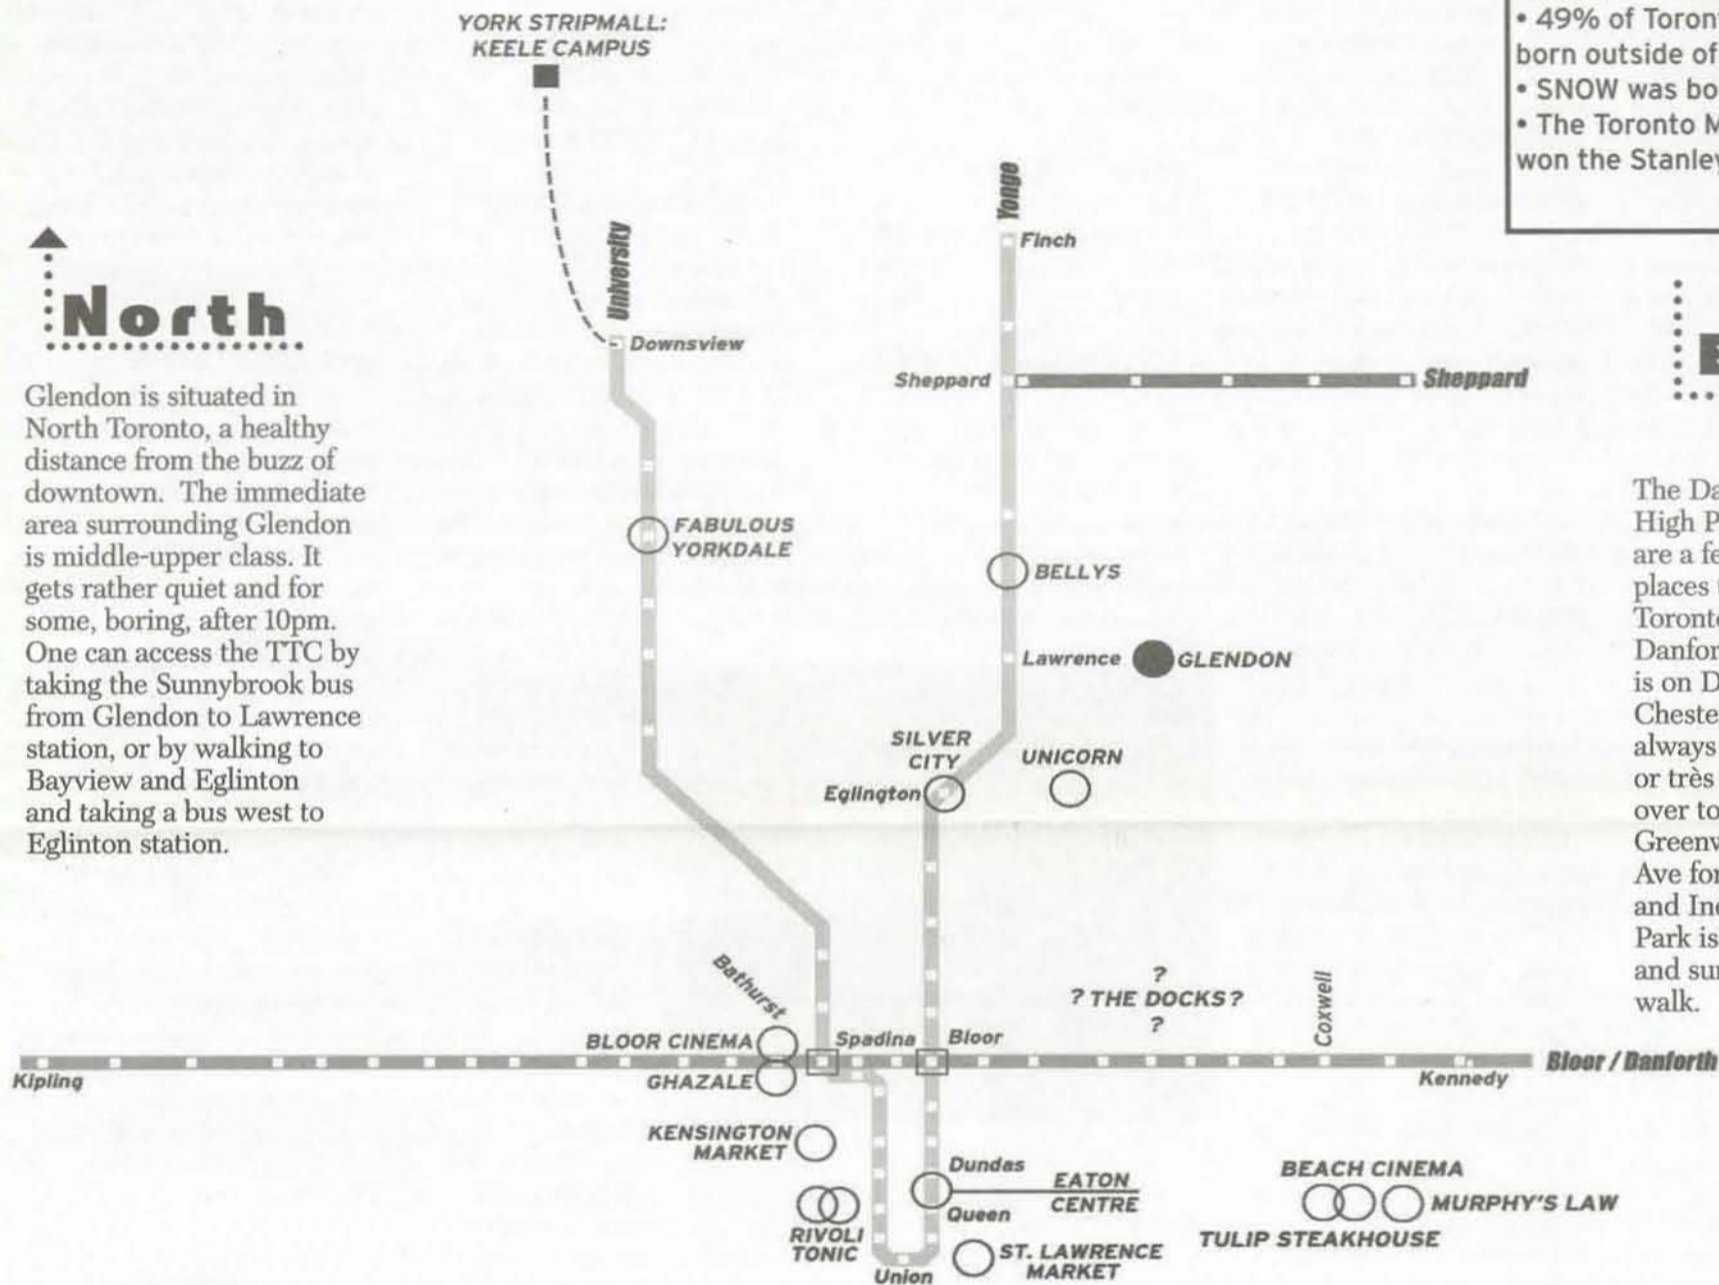 • 49% of Toront
born outside of
• SNOW was bo
• The Toronto M
won the Stanley
YORK STRIPMALL:
KEELE CAMPUS
North
Glendon is situated in
North Toronto, a healthy
distance from the buzz of
downtown. The immediate
area surrounding Glendon
is middle-upper class. It
gets rather quiet and for
some, boring, after 10pm.
One can access the TTC by
taking the Sunnybrook bus
from Glendon to Lawrence
station, or by walking to
Bayview and Eglinton
and taking a bus west to
Eglinton station.
University
Downsview
FABULOUS
YORKDALE
Yonge
Finch
Sheppard
Sheppard
BELLYS
Lawrence
GLENDON
SILVER
CITY
UNICORN
Eglington
E
The Da
High P
are a fe
places t
Toronto
Danfor
is on D
Cheste
always
or très
over to
Greenw
Ave for
and Ind
Park is
and sur
walk.
Bathurst
?
? THE DOCKS ?
?
Coxwell
BLOOR CINEMA
Spadina
Bloor
Bloor / Danforth
Kipling
GHAZALE
Kennedy
KENSINGTON
MARKET
Dundas
EATON
CENTRE
Queen
BEACH CINEMA
MURPHY'S LAW
TULIP STEAKHOUSE
RIVOLI
TONIC
ST. LAWRENCE
MARKET
Union